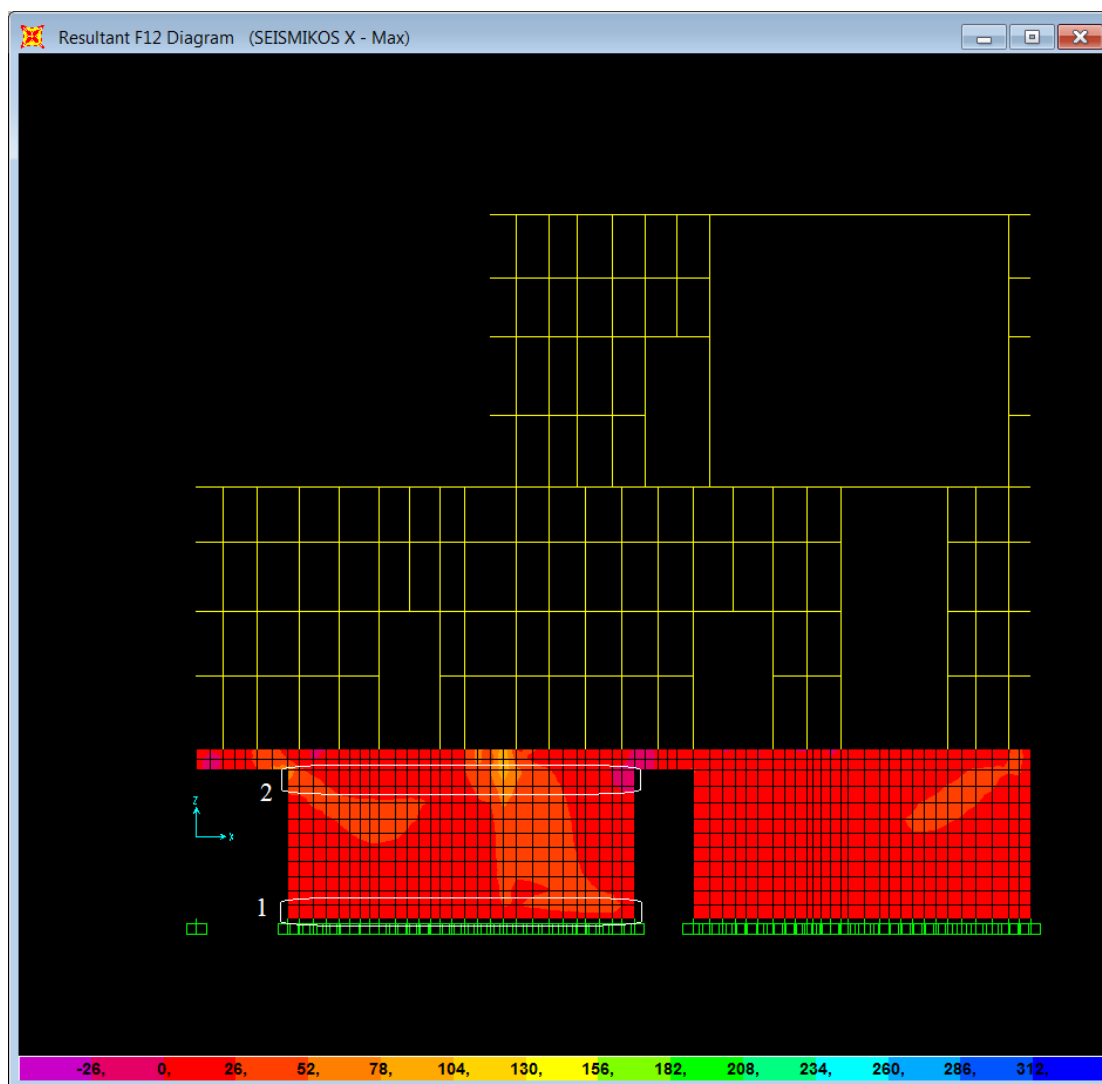 Resultant F12 Diagram (SEISMIKOS X - Max)
2
Z
X
1
-26, 0, 26, 52, 78, 104, 130, 156, 182, 208, 234, 260, 286, 312,